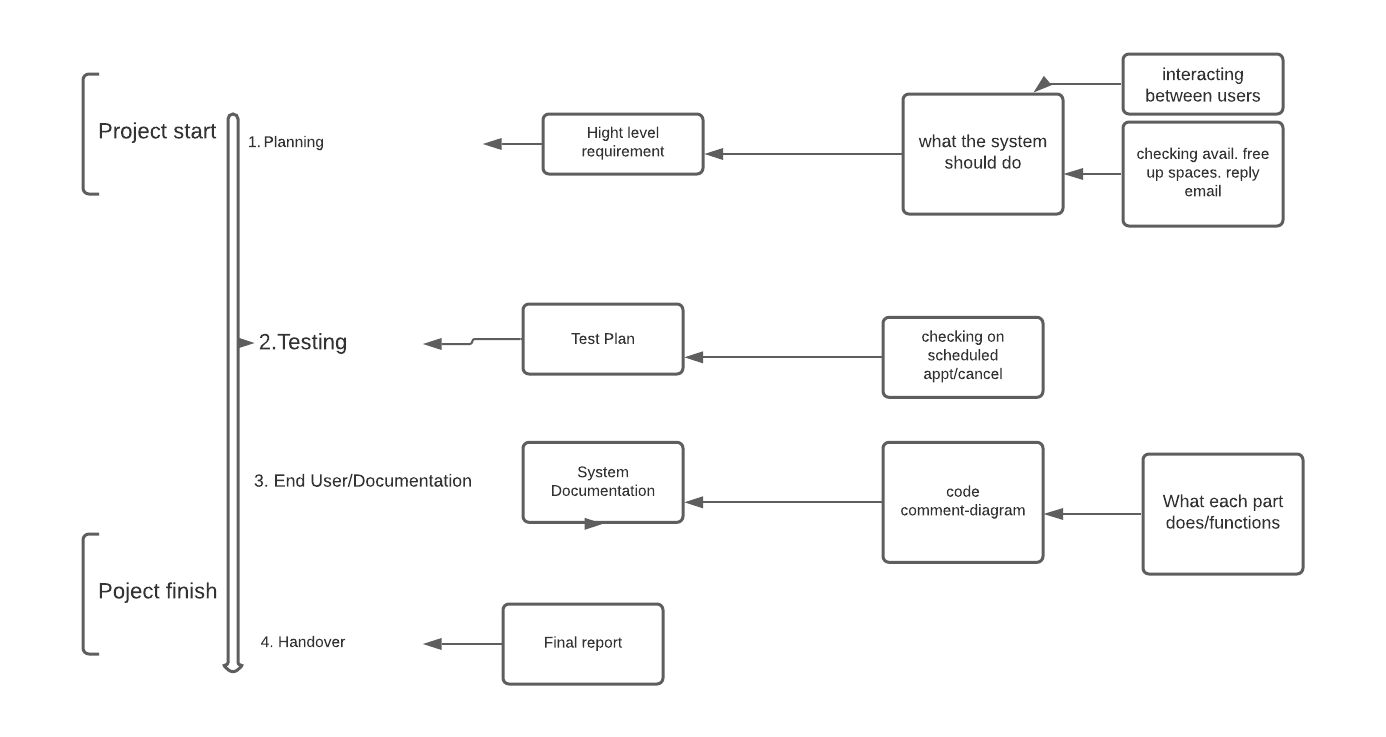 Project start
1. Planning
Hight level
requirement
what the system
should do
interacting
between users
checking avail. free
up spaces. reply
email
2.Testing
Test Plan
checking on
scheduled
appt/cancel
3. End User/Documentation
System
Documentation
code
comment-diagram
What each part
does/functions
Poject finish
4. Handover
Final report